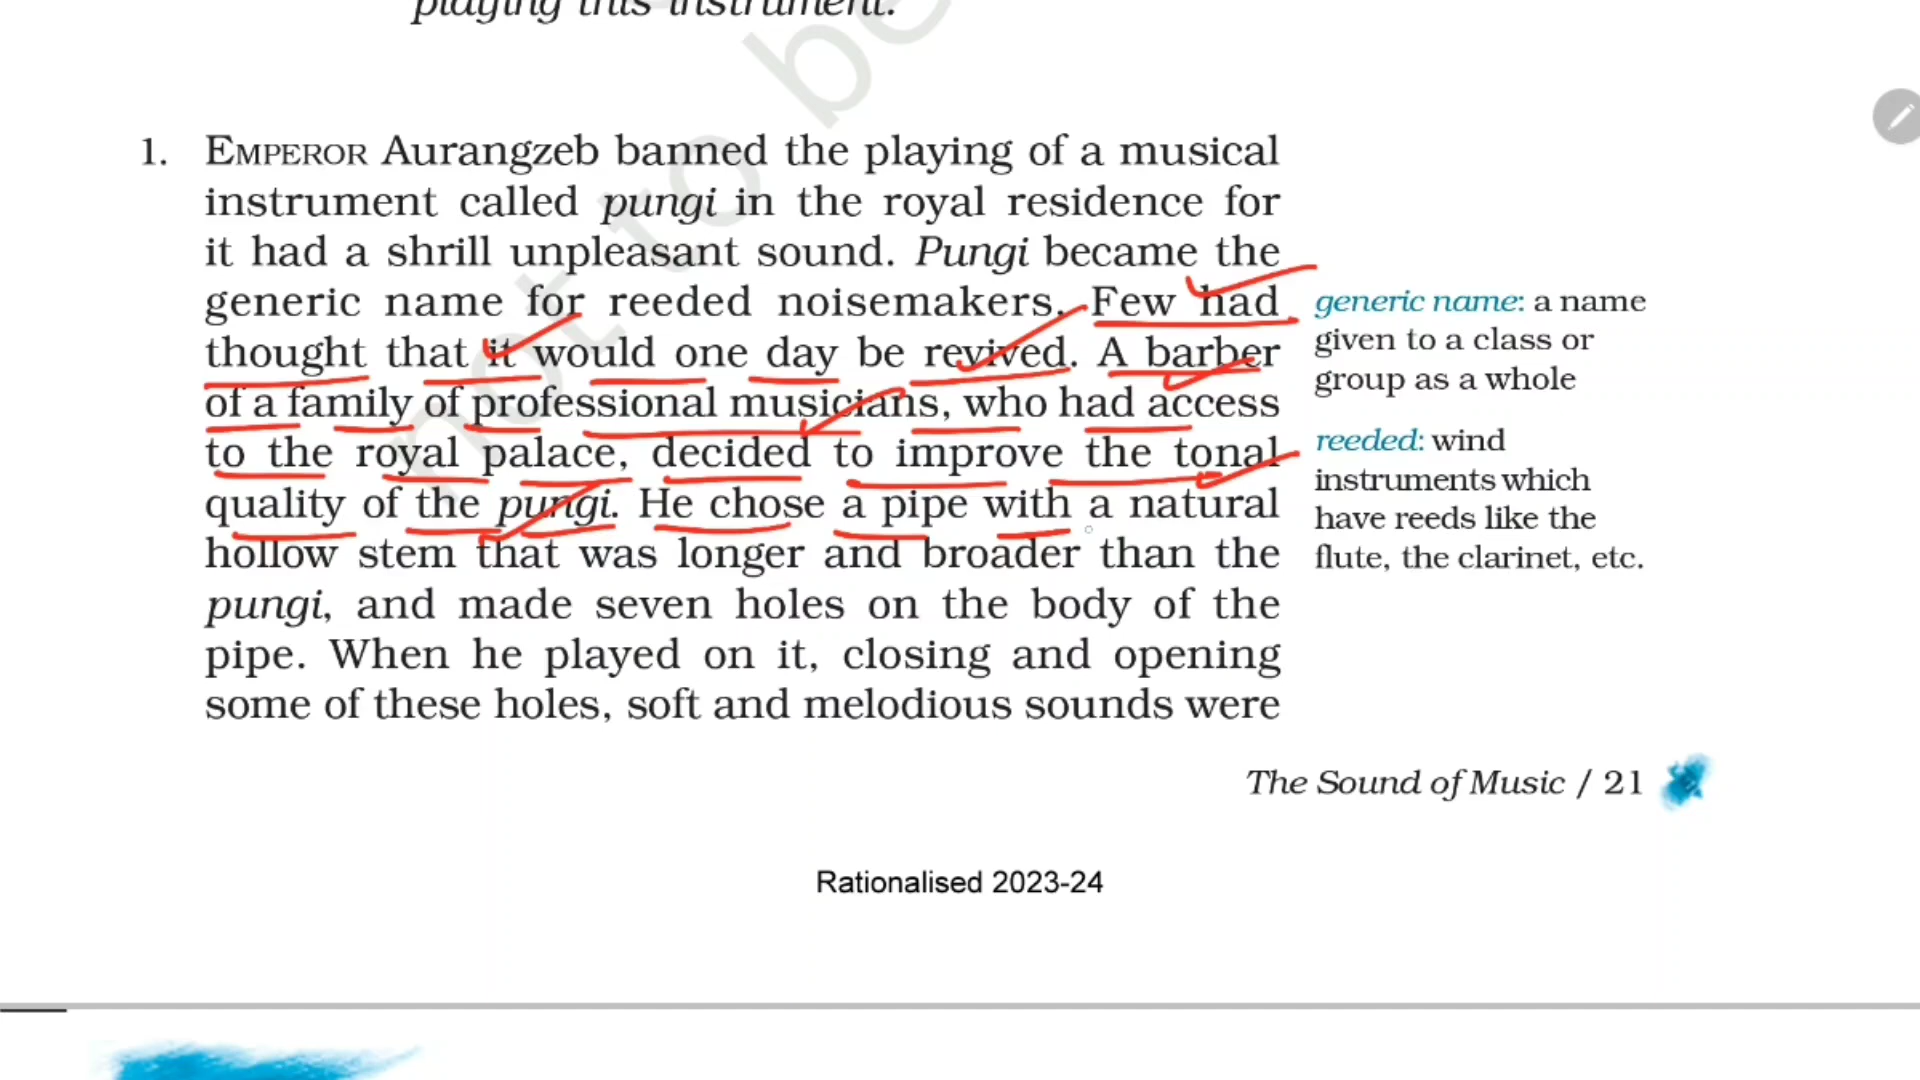 playing this instrument.
1. EMPEROR Aurangzeb banned the playing of a musical
instrument called pungi in the royal residence for
it had a shrill unpleasant sound. Pungi became the
generic name for reeded noisemakers. Few had
thought that it would one day be revived. A barber
of a family of professional musicians, who had access
to the royal palace, decided to improve the tonal
quality of the pungi. He chose a pipe with a natural
hollow stem that was longer and broader than the
pungi, and made seven holes on the body of the
pipe. When he played on it, closing and opening
some of these holes, soft and melodious sounds were
generic name: a name
given to a class or
group as a whole
reeded: wind
instruments which
have reeds like the
flute, the clarinet, etc.
The Sound of Music / 21
Rationalised 2023-24
not to be